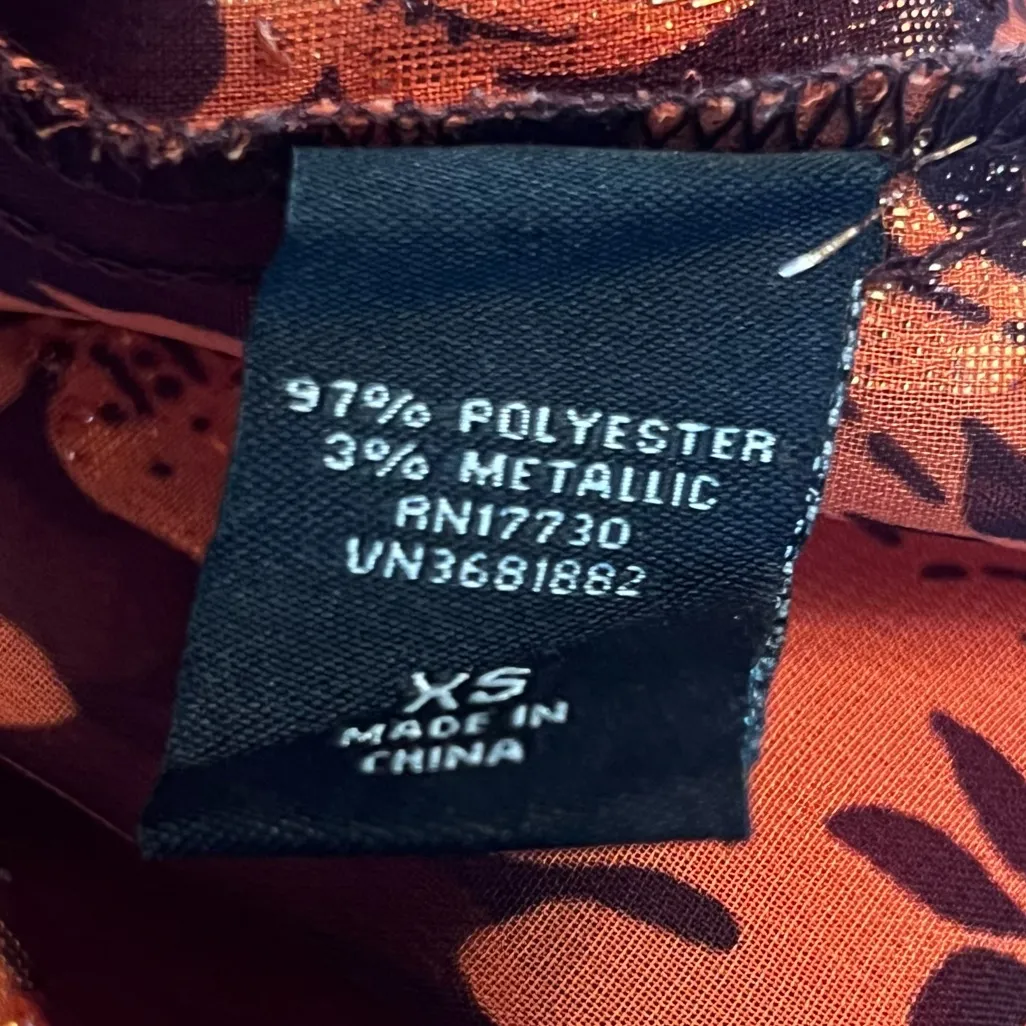 97% POLYESTER
3% METALLIC
RN17730
VN3681882
XS
MADE IN
CHINA